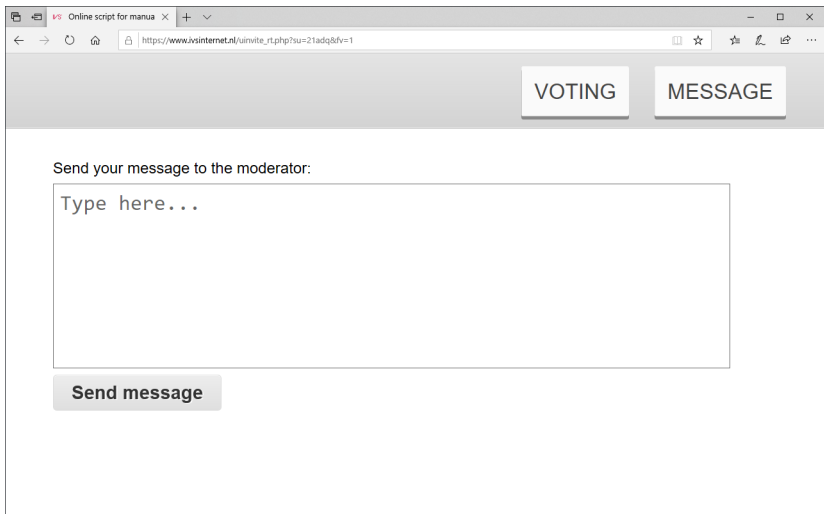 VS Online script for manua
https://www.ivsinternet.nl/uinvite_rt.php?su=21adq&fv=1
VOTING MESSAGE
Send your message to the moderator:
Type here...
Send message